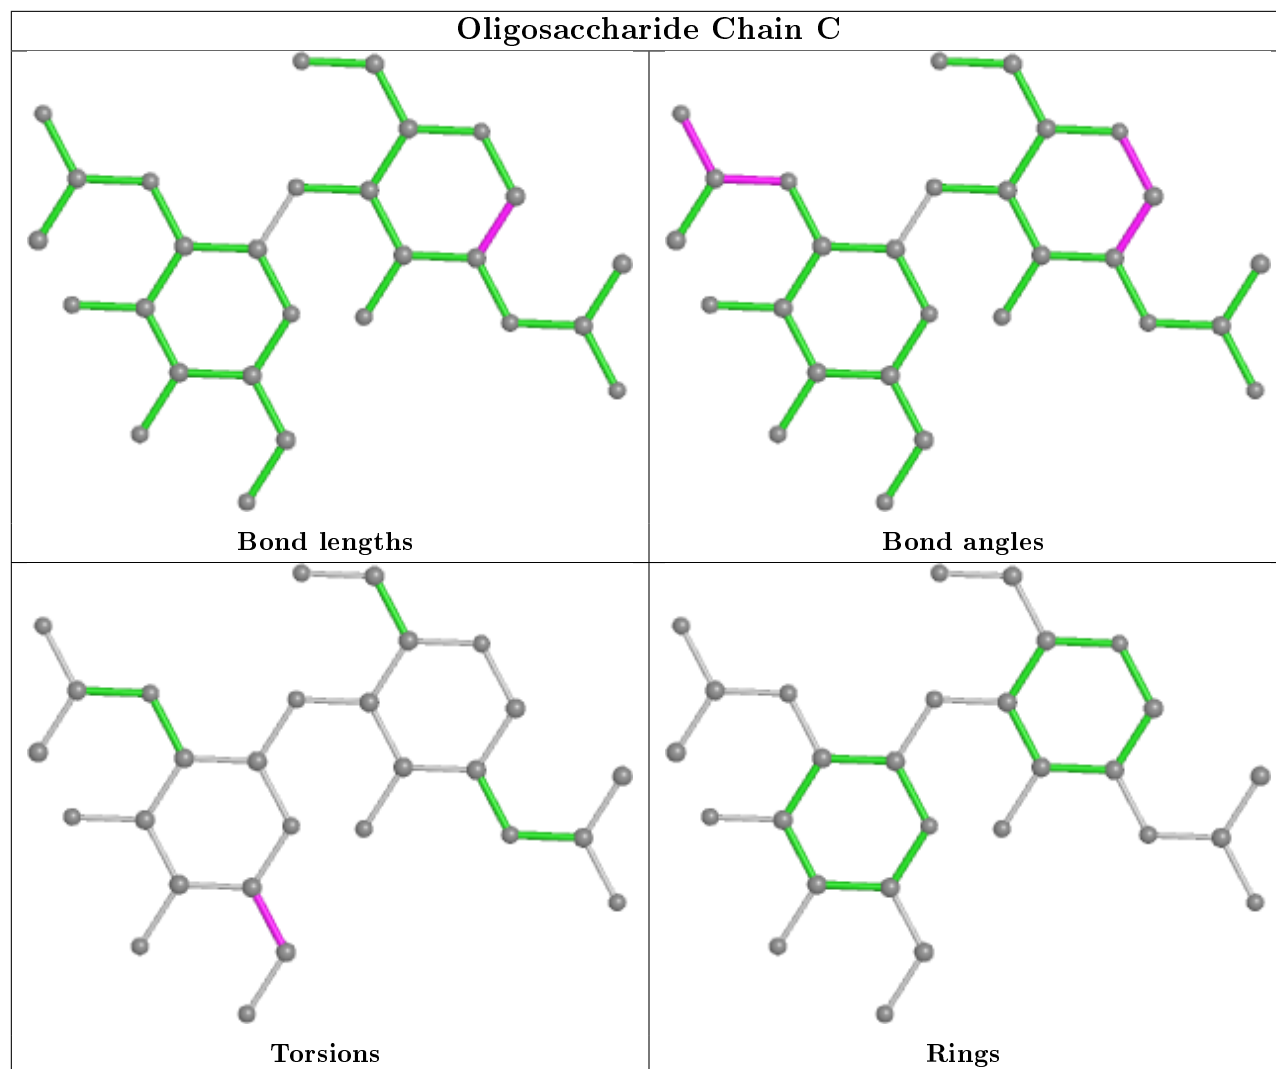 Oligosaccharide Chain C
Bond lengths
Bond angles
Torsions
Rings